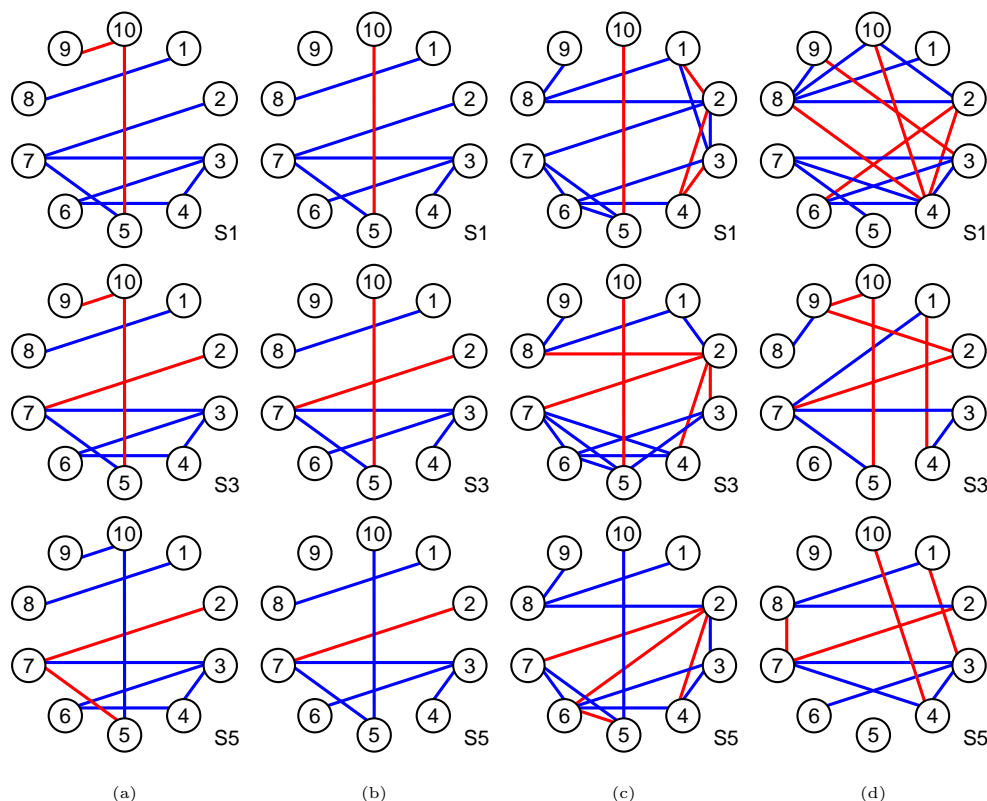 10 10 10 10
9 1 9 1 9 1 9 1
8 2 8 2 8 2 8 2
7 3 7 3 7 3 7 3
6 4 6 4 6 4 6 4
5 S1 5 S1 5 S1 5 S1
10 10 10 10
9 1 9 1 9 1 9 1
8 2 8 2 8 2 8 2
7 3 7 3 7 3 7 3
6 4 6 4 6 4 6 4
5 S3 5 S3 5 S3 5 S3
10 10 10 10
9 1 9 1 9 1 9 1
8 2 8 2 8 2 8 2
7 3 7 3 7 3 7 3
6 4 6 4 6 4 6 4
5 S5 5 S5 5 S5 5 S5
(a) (b) (c) (d)